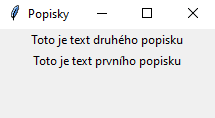 Popisky
Toto je text druhého popisku
Toto je text prvního popisku